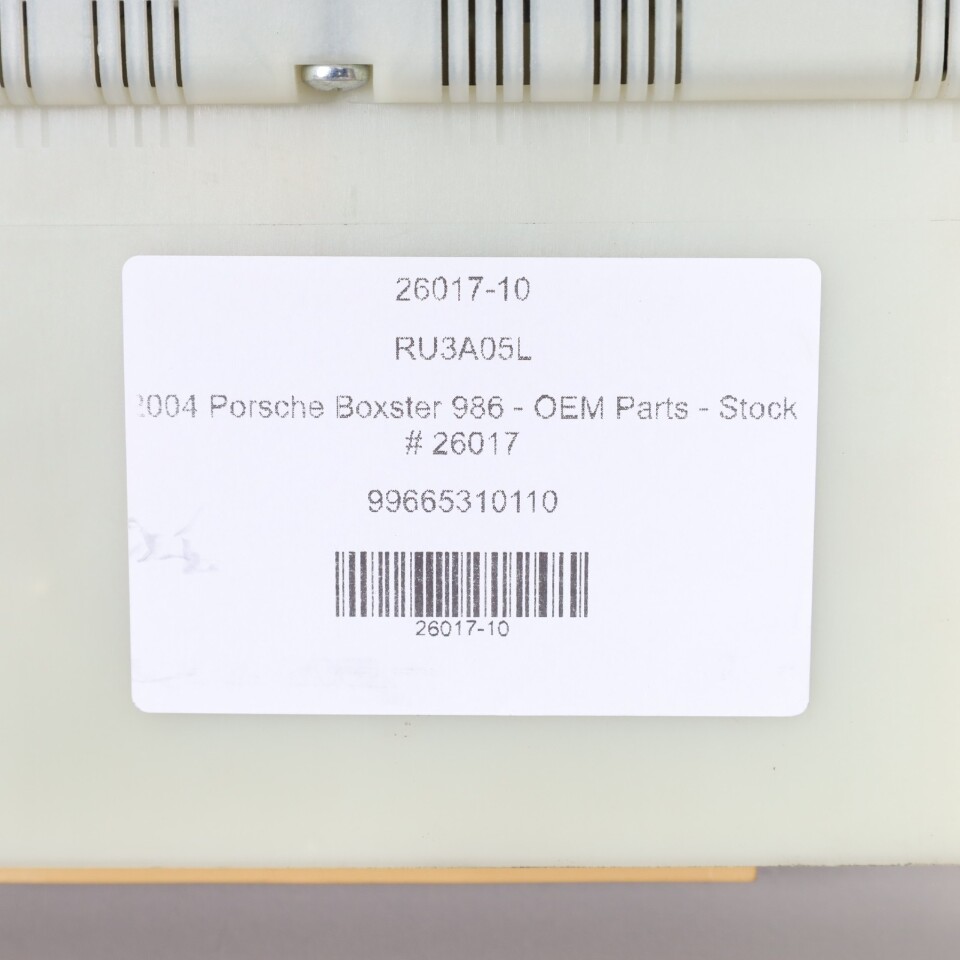 26017-10
RU3A05L
2004 Porsche Boxster 986 - OEM Parts - Stock
# 26017
99665310110
26017-10